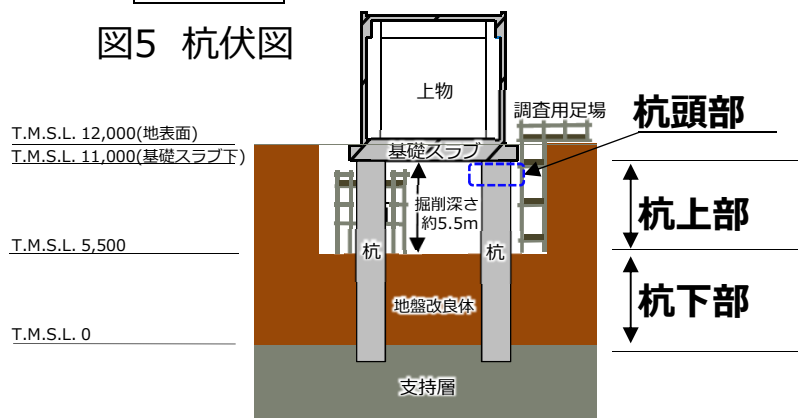 図5 杭伏図
上物
調査用足場
杭頭部
T.M.S.L. 12,000(地表面)
T.M.S.L. 11,000(基礎スラブ下)
基礎スラブ
掘削深さ
約5.5m
杭上部
T.M.S.L. 5,500
杭
杭
地盤改良体
杭下部
T.M.S.L. 0
支持層